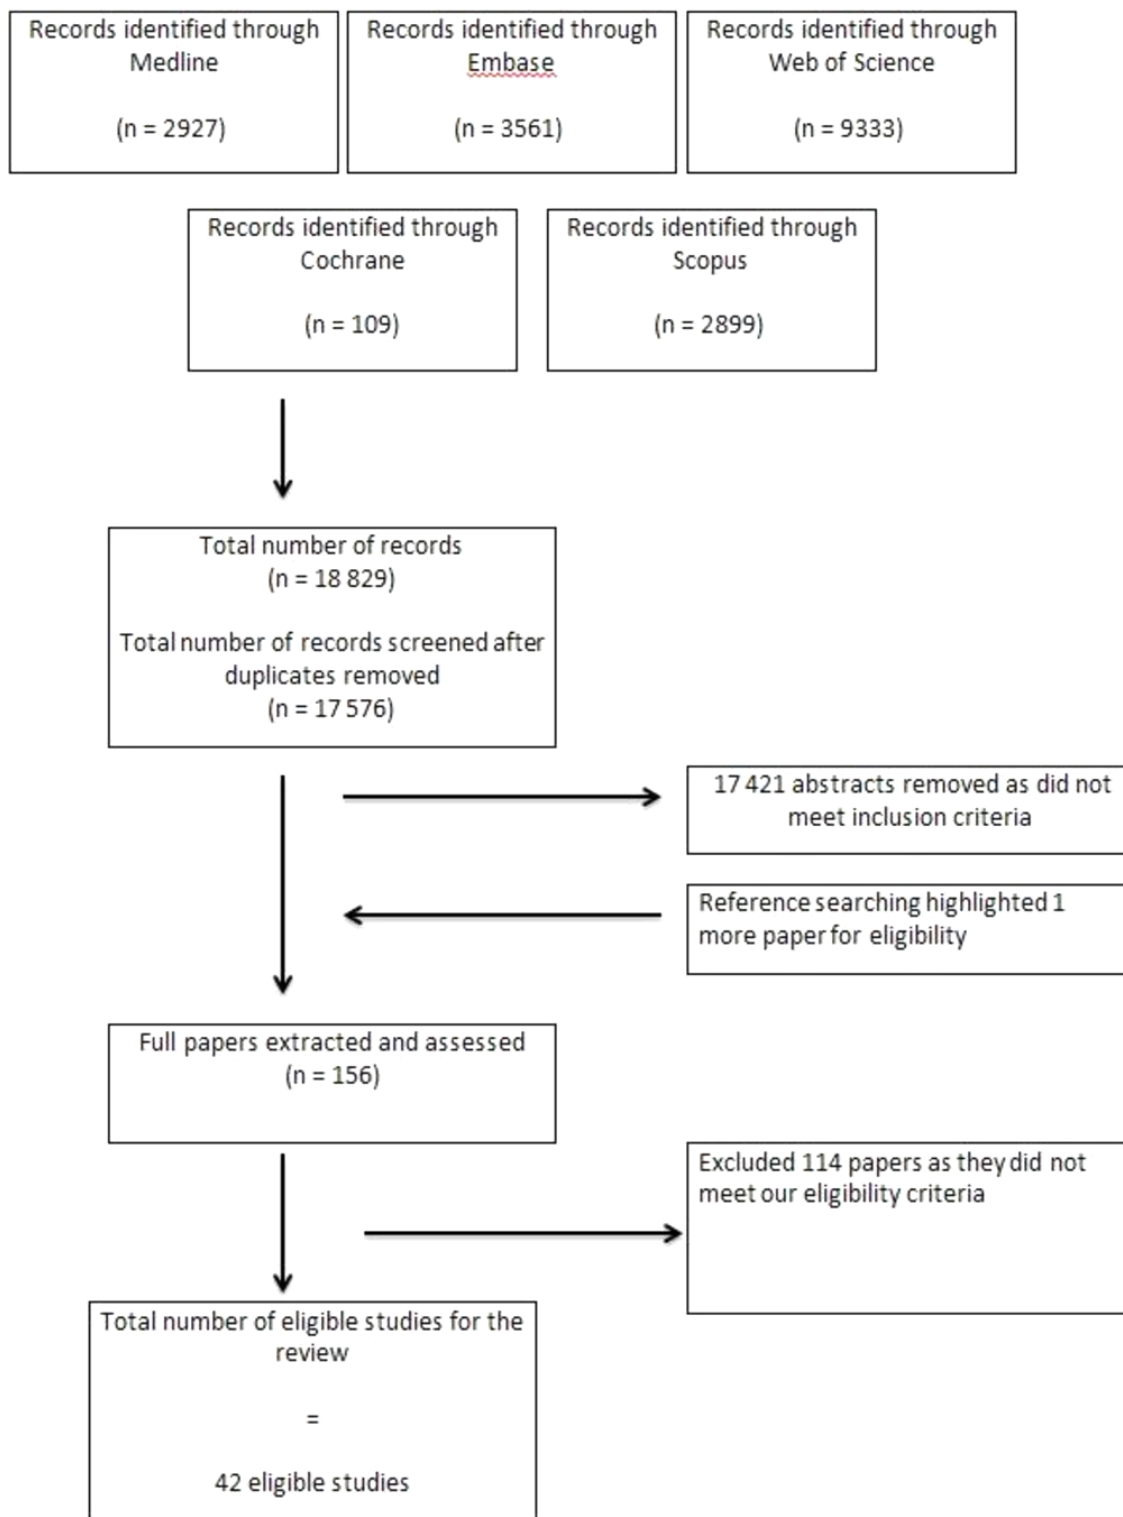 Records identified through
Medline
(n = 2927)
Records identified through
Embase
(n = 3561)
Records identified through
Web of Science
(n = 9333)
Records identified through
Cochrane
(n = 109)
Records identified through
Scopus
(n = 2899)
Total number of records
(n = 18 829)
Total number of records screened after
duplicates removed
(n = 17 576)
17 421 abstracts removed as did not
meet inclusion criteria
Reference searching highlighted 1
more paper for eligibility
Full papers extracted and assessed
(n = 156)
Excluded 114 papers as they did not
meet our eligibility criteria
Total number of eligible studies for the
review
=
42 eligible studies